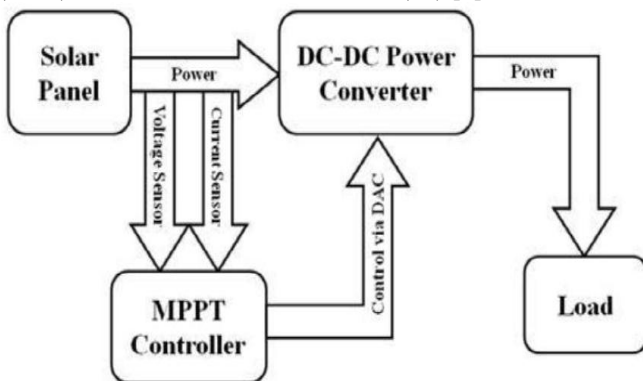 Solar
Panel
Power
DC-DC Power
Converter
Power
Voltage Sensor
Current Sensor
Control via DAC
MPPT
Controller
Load